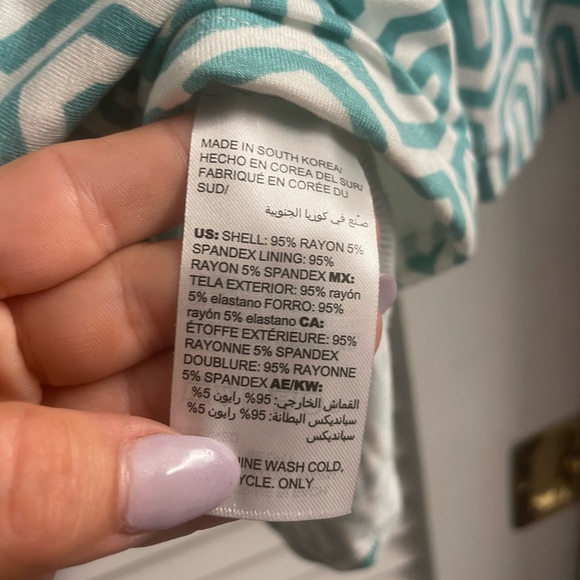 MADE IN SOUTH KOREA/
HECHO EN COREA DEL SUR/
FABRIQUÉ EN CORÉE DU
SUD/
صنع في كوريا الجنوبية
US: SHELL: 95% RAYON 5%
SPANDEX LINING: 95%
RAYON 5% SPANDEX MX:
TELA EXTERIOR: 95% rayón
5% elastano FORRO: 95%
rayón 5% elastano CA:
ÉTOFFE EXTÉRIEURE: 95%
RAYONNE 5% SPANDEX
DOUBLURE: 95% RAYONNE
5% SPANDEX AE/KW:
القماش الخارجي: 95% رايون 5%
سبانديكس البطانة: 95% رايون 5%
سبانديكس
WASH COLD,
ONLY